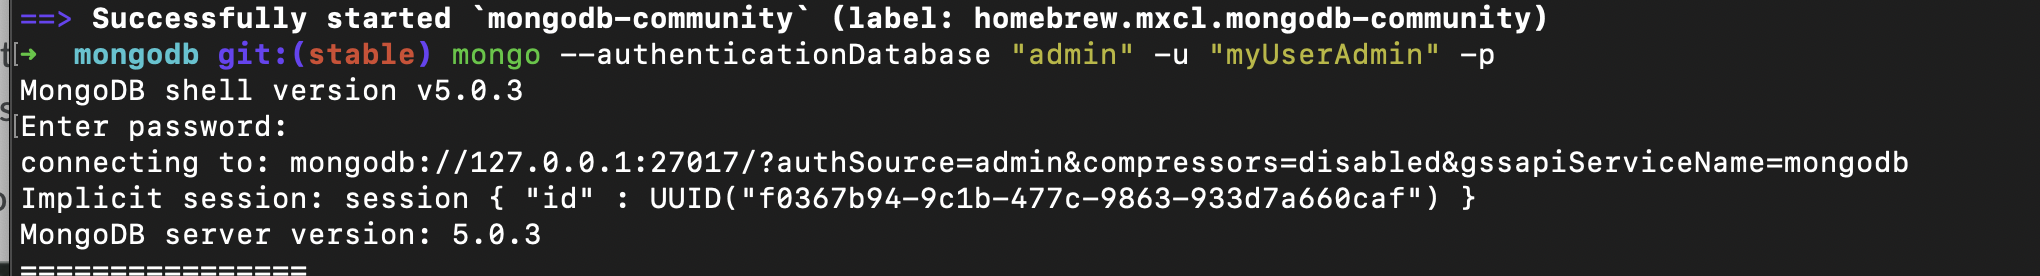 ==> Successfully started `mongodb-community` (label: homebrew.mxcl.mongodb-community)
➜  mongodb git:(stable) mongo --authenticationDatabase "admin" -u "myUserAdmin" -p
MongoDB shell version v5.0.3
Enter password:
connecting to: mongodb://127.0.0.1:27017/?authSource=admin&compressors=disabled&gssapiServiceName=mongodb
Implicit session: session { "id" : UUID("f0367b94-9c1b-477c-9863-933d7a660caf") }
MongoDB server version: 5.0.3
================